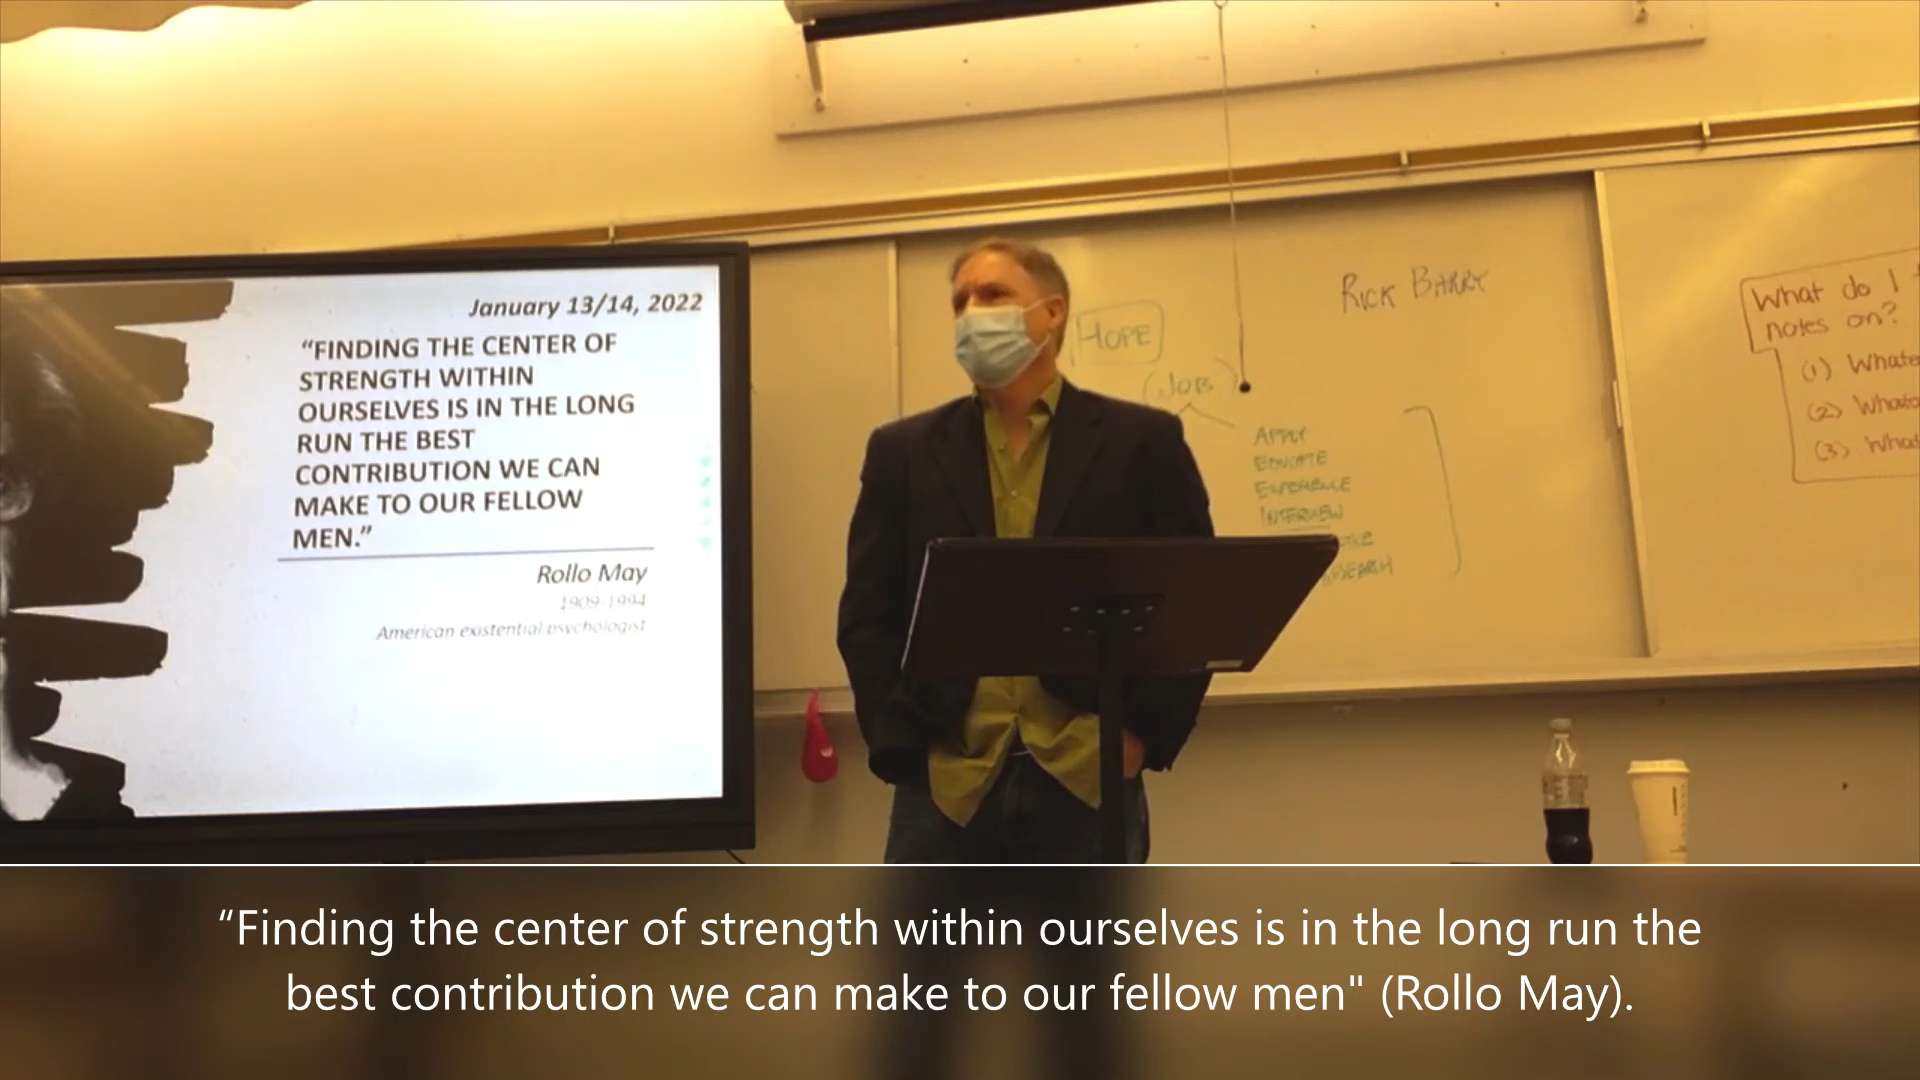 January 13/14, 2022
“FINDING THE CENTER OF
STRENGTH WITHIN
OURSELVES IS IN THE LONG
RUN THE BEST
CONTRIBUTION WE CAN
MAKE TO OUR FELLOW
MEN.”
Rollo May
1909-1994
American existential psychologist
HOPE
(JOB)
RICK BARRY
APPLY
EDUCATE
EXPERIENCE
INTERVIEW
What do I
notes on?
(1) Whate
(2)
(3) What
“Finding the center of strength within ourselves is in the long run the
best contribution we can make to our fellow men" (Rollo May).